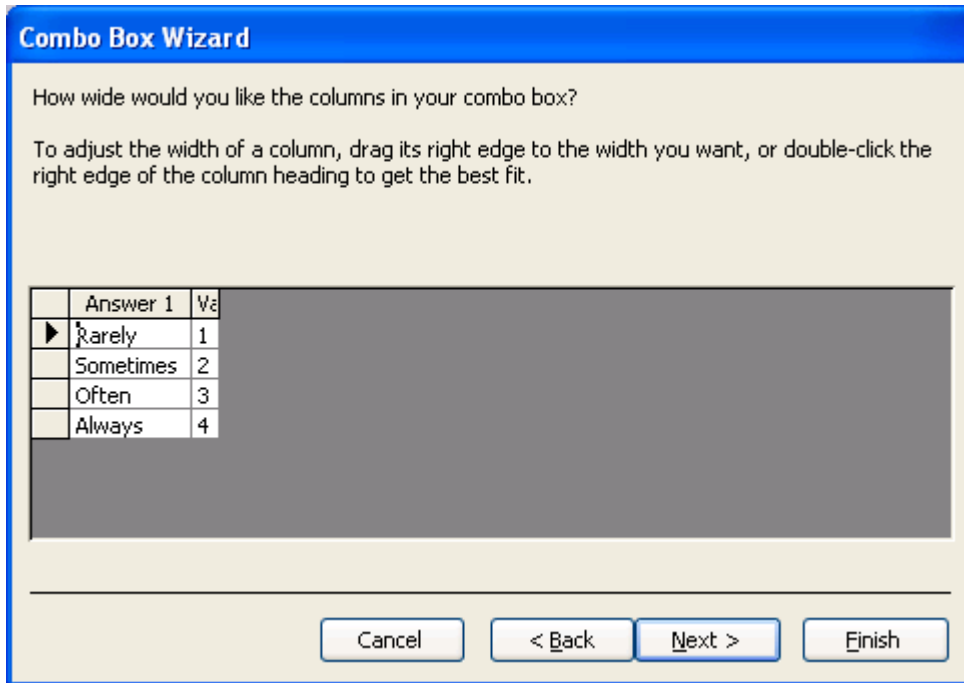 Combo Box Wizard
How wide would you like the columns in your combo box?
To adjust the width of a column, drag its right edge to the width you want, or double-click the
right edge of the column heading to get the best fit.
Answer 1 Va
Rarely 1
Sometimes 2
Often 3
Always 4
Cancel < Back Next > Finish